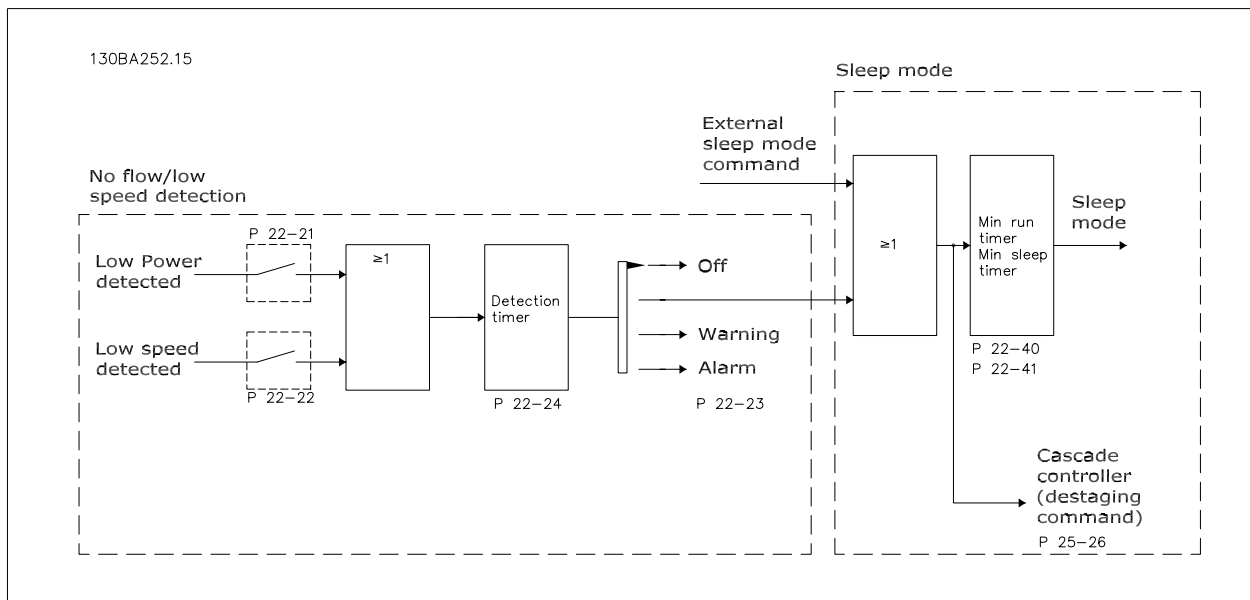 130BA252.15
Sleep mode
External
sleep mode
command
No flow/low
speed detection
P 22-21
Low Power
detected
≥1
Detection
timer
Off
Warning
Alarm
Low speed
detected
P 22-22
P 22-24
P 22-23
≥1
Min run
timer
Min sleep
timer
Sleep
mode
P 22-40
P 22-41
Cascade
controller
(destaging
command)
P 25-26